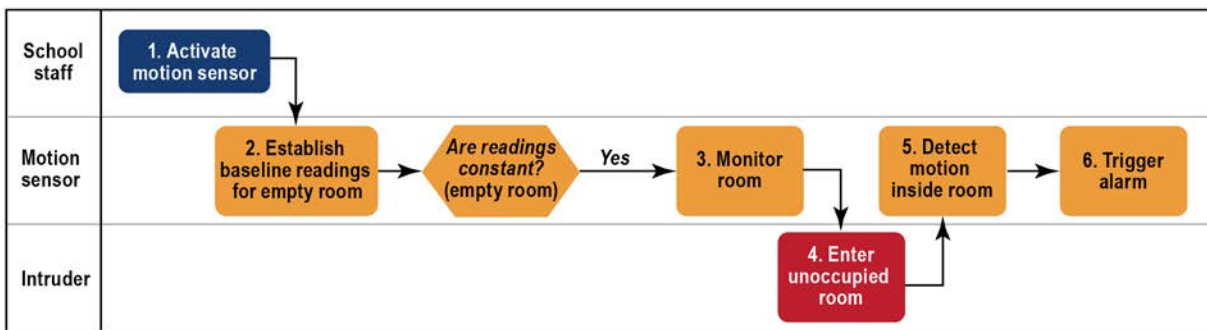 School
staff
1. Activate
motion sensor
Motion
sensor
2. Establish
baseline readings
for empty room
Are readings
constant?
(empty room)
Yes
3. Monitor
room
5. Detect
motion
inside room
6. Trigger
alarm
Intruder
4. Enter
unoccupied
room